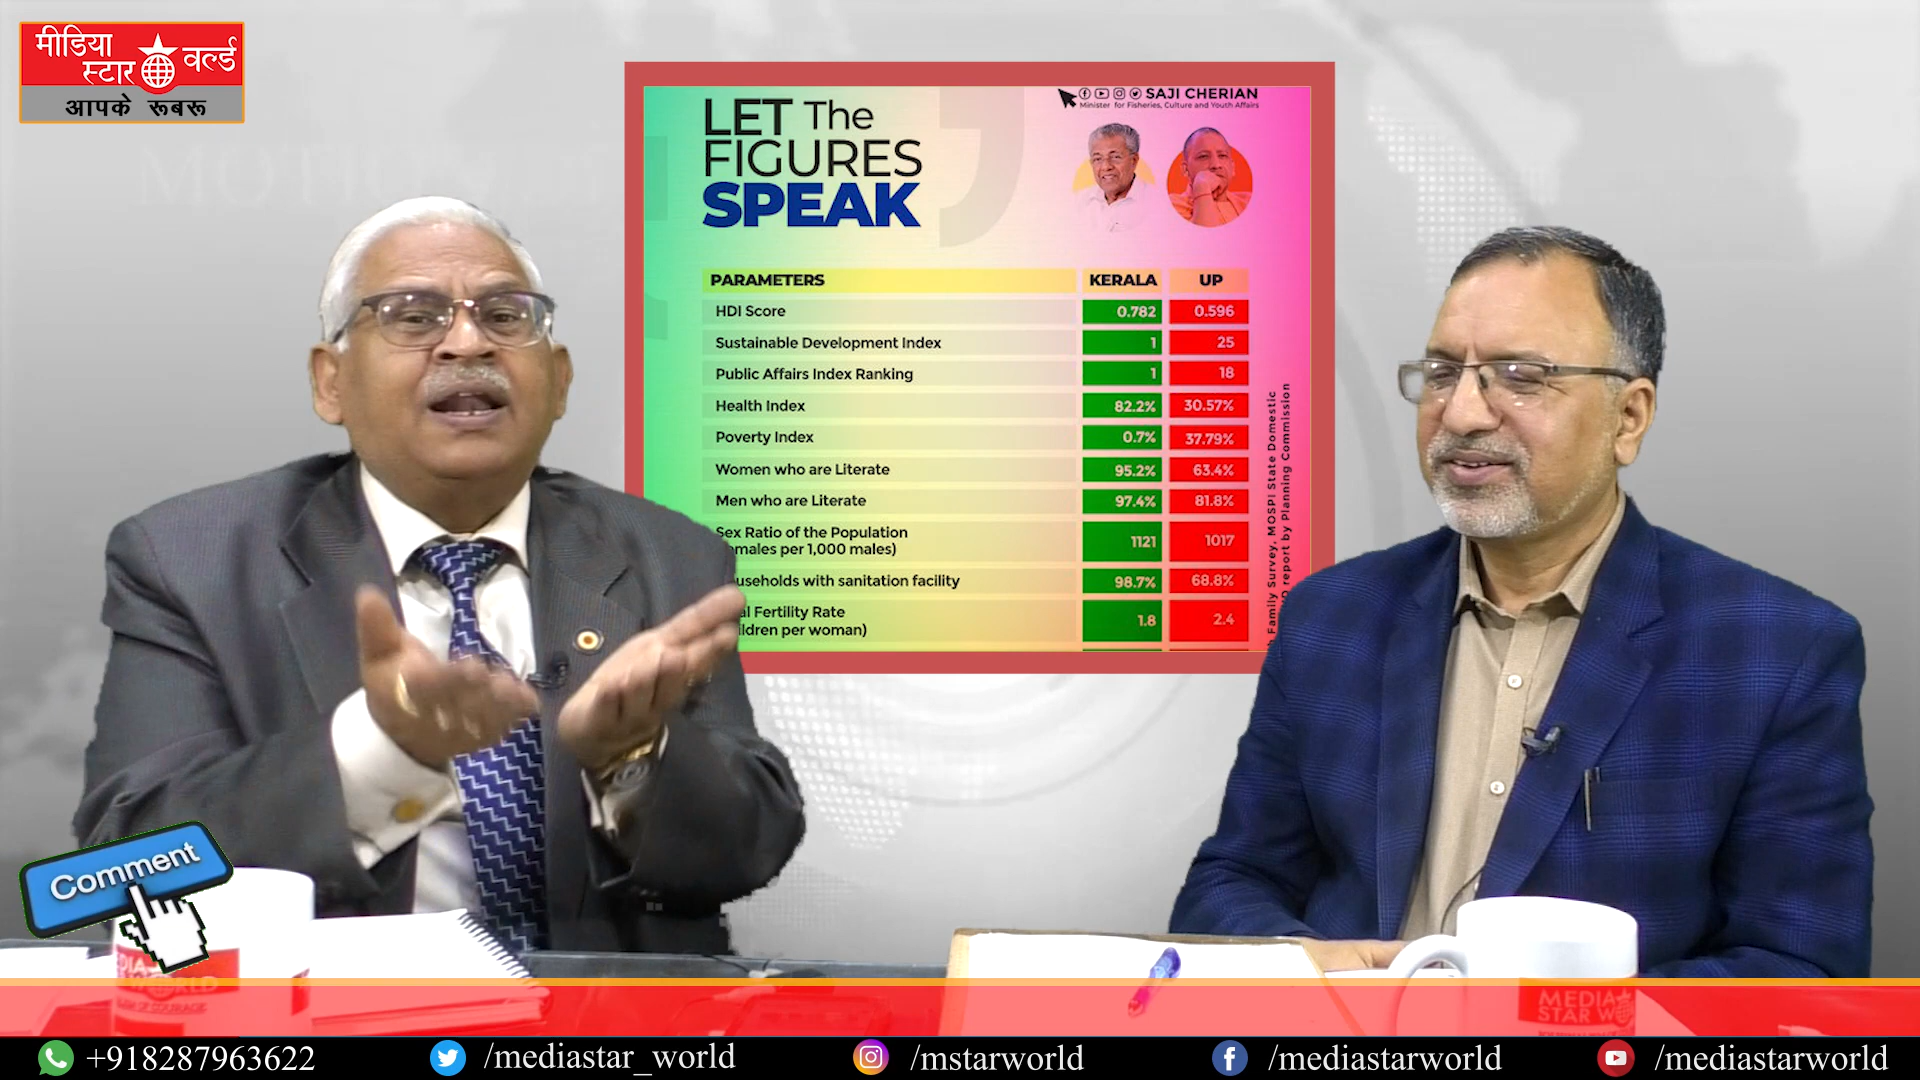 मीडिया
स्टार वर्ल्ड
आपके रूबरू
LET The
FIGURES
SPEAK
SAJI CHERIAN
Minister for Fisheries, Culture and Youth Affairs
PARAMETERS KERALA UP
HDI Score 0.782 0.596
Sustainable Development Index 1 25
Public Affairs Index Ranking 1 18
Health Index 82.2% 30.57%
Poverty Index 0.7% 37.79%
Women who are Literate 95.2% 63.4%
Men who are Literate 97.4% 81.8%
Sex Ratio of the Population
males per 1,000 males) 1121 1017
useholds with sanitation facility 98.7% 68.8%
al Fertility Rate
ildren per woman) 1.8 2.4
Family Survey, MOSPI State Domestic
report by Planning Commission
Comment
MEDIA
STAR WO
+918287963622 /mediastar_world /mstarworld /mediastarworld /mediastarworld